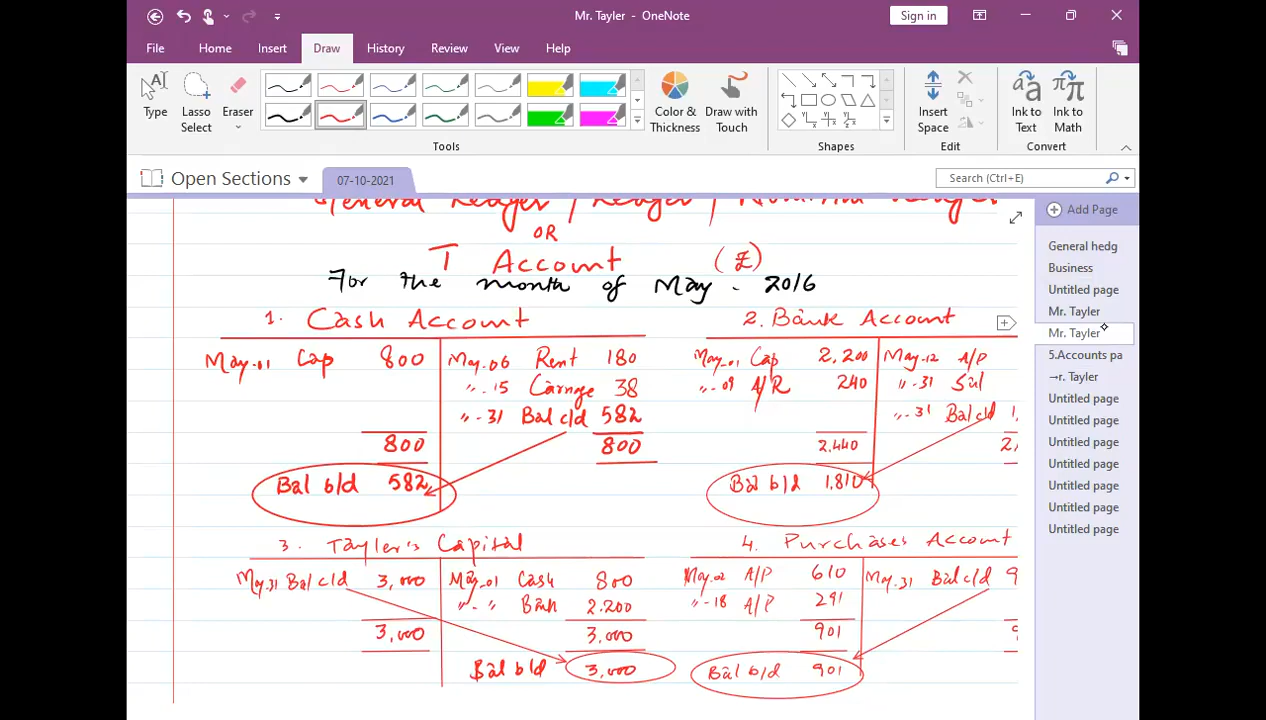 Mr. Tayler - OneNote
Sign in
File Home Insert Draw History Review View Help
Type
Lasso Select
Eraser
Color & Thickness
Draw with Touch
Insert Space
Ink to Text
Ink to Math
Tools
Shapes
Edit
Convert
Open Sections
07-10-2021
Search (Ctrl+E)
Add Page
General hedg
Business
Untitled page
Mr. Tayler
Mr. Tayler
5.Accounts pa
→r. Tayler
Untitled page
Untitled page
Untitled page
Untitled page
Untitled page
Untitled page
Untitled page
OR
T Account (£)
For the month of May - 2016
1. Cash Account
May.01 Cap 800 May.06 Rent 180
"-.15 Carriage 38
"-31 Bal c/d 582
800 800
Bal b/d 582
2. Bank Account
May.01 Cap 2,200 May.12 A/P
"-09 A/R 240 "-31
"-31 Bal c/d 1,
2.440 2,
Bal b/d 1,810
3. Tayler's Capital
May.31 Bal c/d 3,000 May.01 Cash 800
"-" Bank 2.200
3,000 3,000
Bal b/d 3,000
4. Purchases Account
May.02 A/P 610 May.31 Bal c/d 9
"-18 A/P 291
901 9
Bal b/d 901